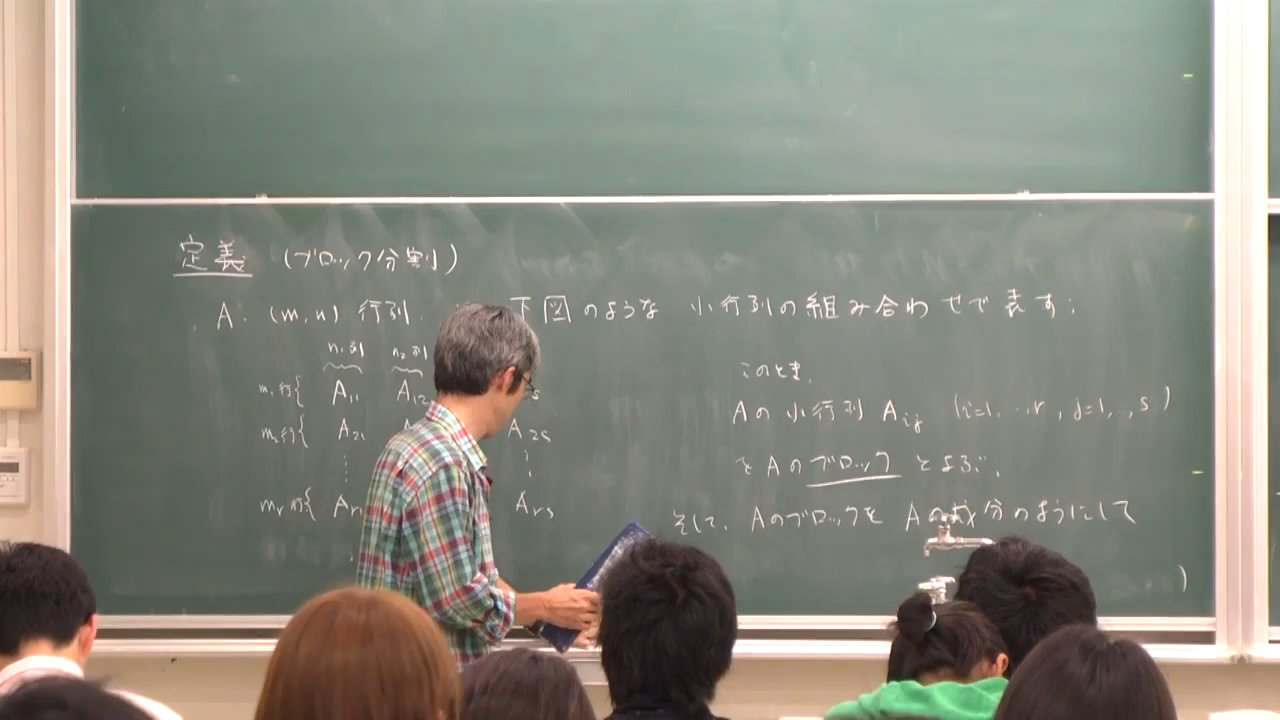 定義 (ブロック分割)
A: (m,n) 行列. 下図のような 小行列の組み合わせで表す:
n₁列 n₂列
m₁行{ A₁₁ A₁₂ s
m₂行{ A₂₁ A₂s
mᵣ行{ Aᵣ₁ Aᵣs
このとき,
Aの小行列 Aᵢⱼ (i=1,…,r, j=1,…,s)
を Aのブロック とよぶ.
そして, Aのブロックを Aの成分のようにして
)